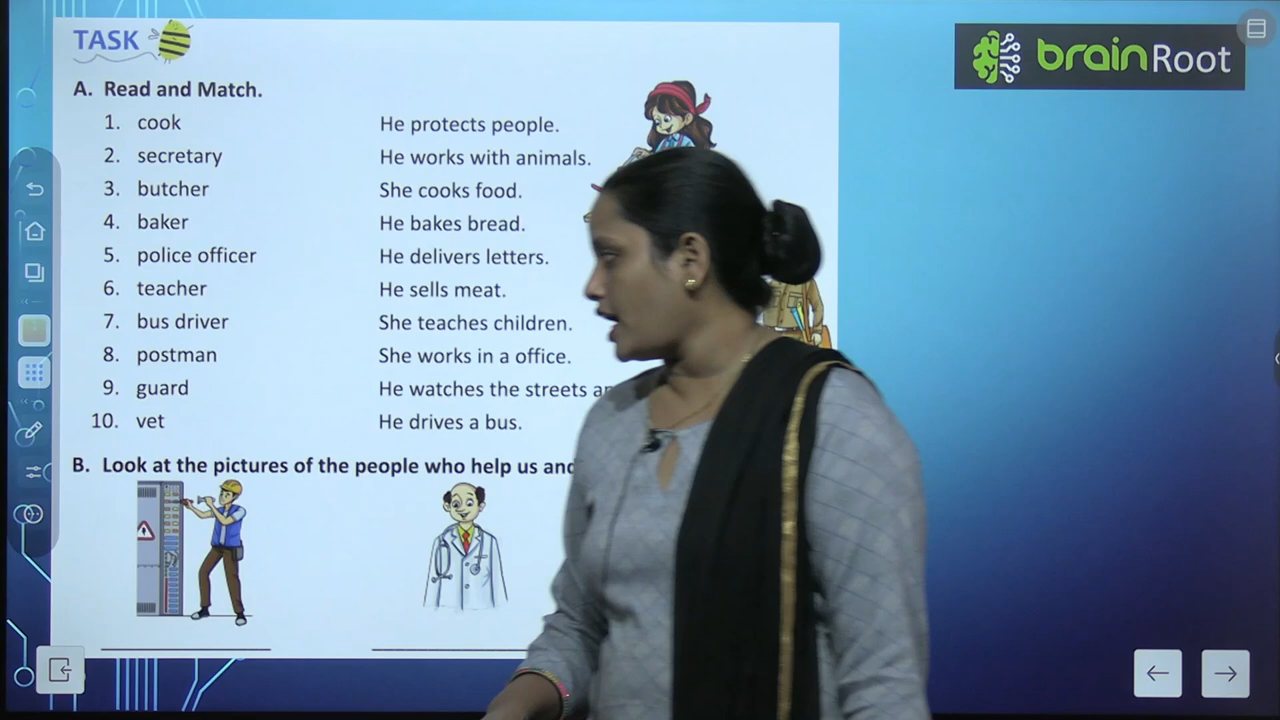 TASK
brainRoot
A. Read and Match.
1. cook He protects people.
2. secretary He works with animals.
3. butcher She cooks food.
4. baker He bakes bread.
5. police officer He delivers letters.
6. teacher He sells meat.
7. bus driver She teaches children.
8. postman She works in a office.
9. guard He watches the streets
10. vet He drives a bus.
B. Look at the pictures of the people who help us and